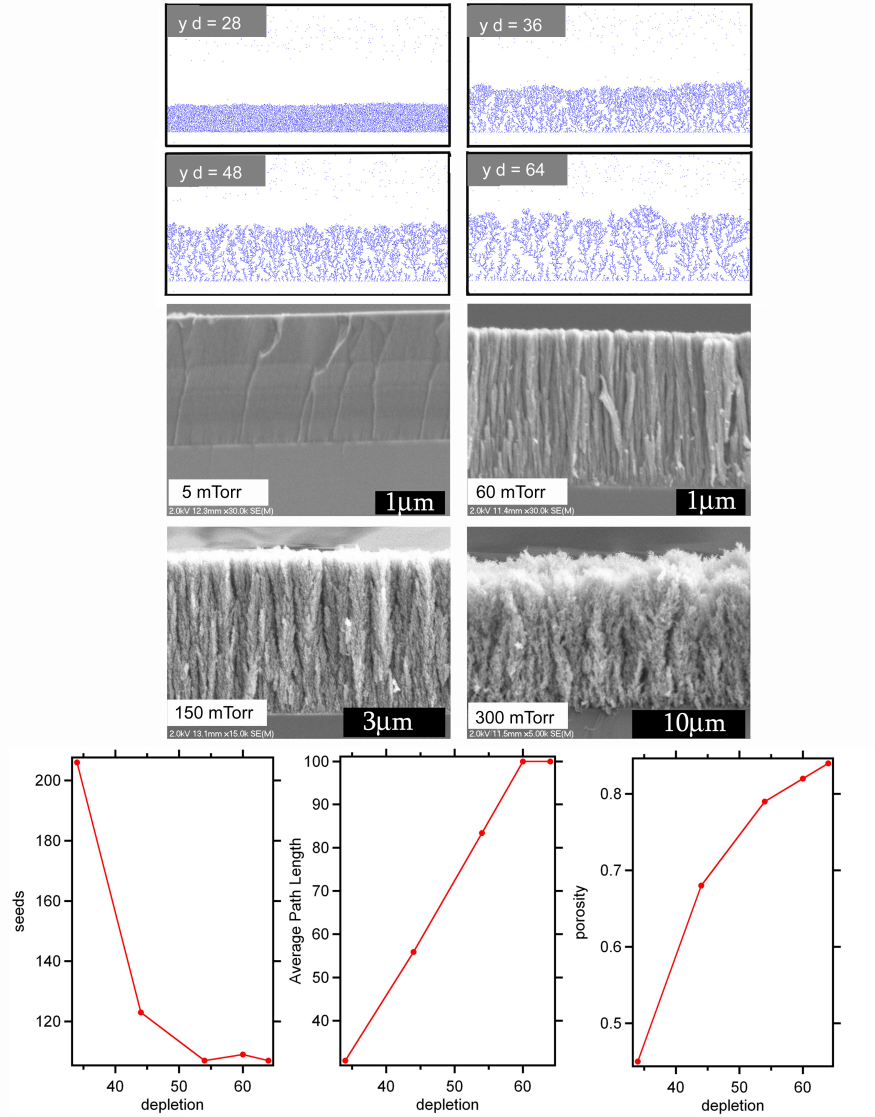 y d = 28
y d = 36
y d = 48
y d = 64
5 mTorr
1µm
2.0kV 12.3mm x30.0k SE(M)
60 mTorr
1µm
2.0kV 11.4mm x30.0k SE(M)
150 mTorr
3µm
2.0kV 13.1mm x15.0k SE(M)
300 mTorr
10µm
2.0kV 11.5mm x5.00k SE(M)
200
180
160
140
120
seeds
40 50 60
depletion
100
90
80
70
60
50
40
Average Path Length
40 50 60
depletion
0.8
0.7
0.6
0.5
porosity
40 50 60
depletion